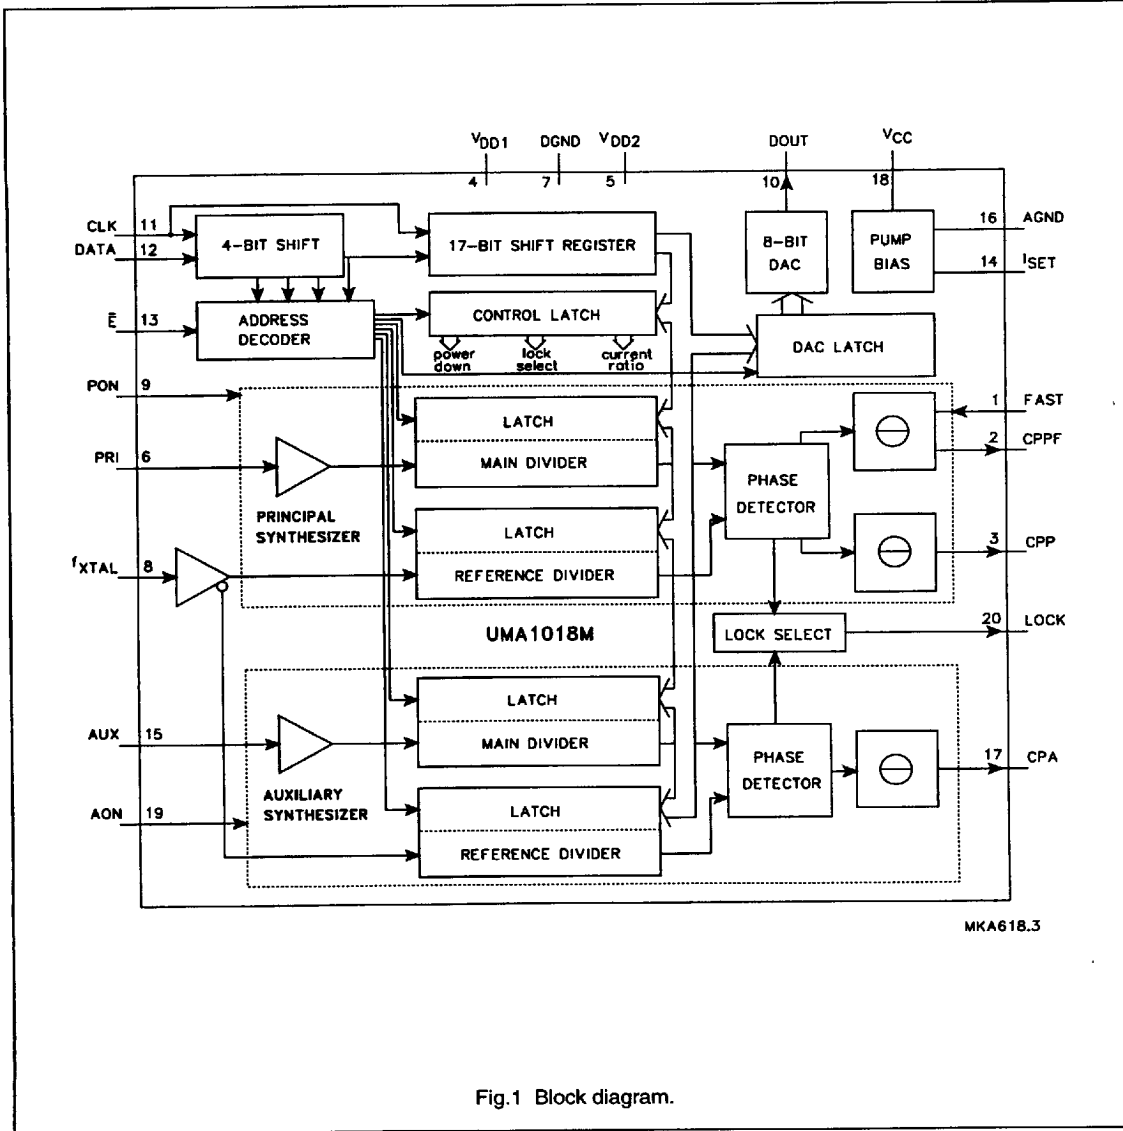 VDD1 DGND VDD2 DOUT VCC
4 7 5 10 18
CLK 11
DATA 12
4-BIT SHIFT
17-BIT SHIFT REGISTER
8-BIT
DAC
PUMP
BIAS
16 AGND
14 ISET
Ē 13
ADDRESS
DECODER
CONTROL LATCH
power
down
lock
select
current
ratio
DAC LATCH
PON 9
LATCH
MAIN DIVIDER
1 FAST
2 CPPF
PRI 6
PHASE
DETECTOR
PRINCIPAL
SYNTHESIZER
LATCH
REFERENCE DIVIDER
3 CPP
fXTAL 8
UMA1018M
LOCK SELECT
20 LOCK
LATCH
MAIN DIVIDER
AUX 15
PHASE
DETECTOR
17 CPA
AUXILIARY
SYNTHESIZER
AON 19
LATCH
REFERENCE DIVIDER
MKA618.3
Fig.1 Block diagram.